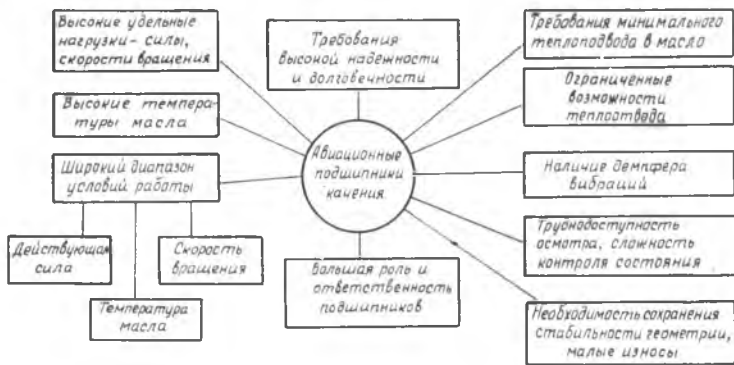 Высокие удельные
нагрузки - силы,
скорости вращения
Требования
высокой надежности
и долговечности
Требования минимального
теплоподвода в масло
Высокие темпера-
туры масла
Ограниченные
возможности
теплоотвода
Авиационные
подшипники
качения
Широкий диапазон
условий работы
Наличие демпфера
вибраций
Действующая
сила
Скорость
вращения
Температура
масла
Большая роль и
ответственность
подшипников
Труднодоступность
осмотра, сложность
контроля состояния
Необходимость сохранения
стабильности геометрии,
малые износы